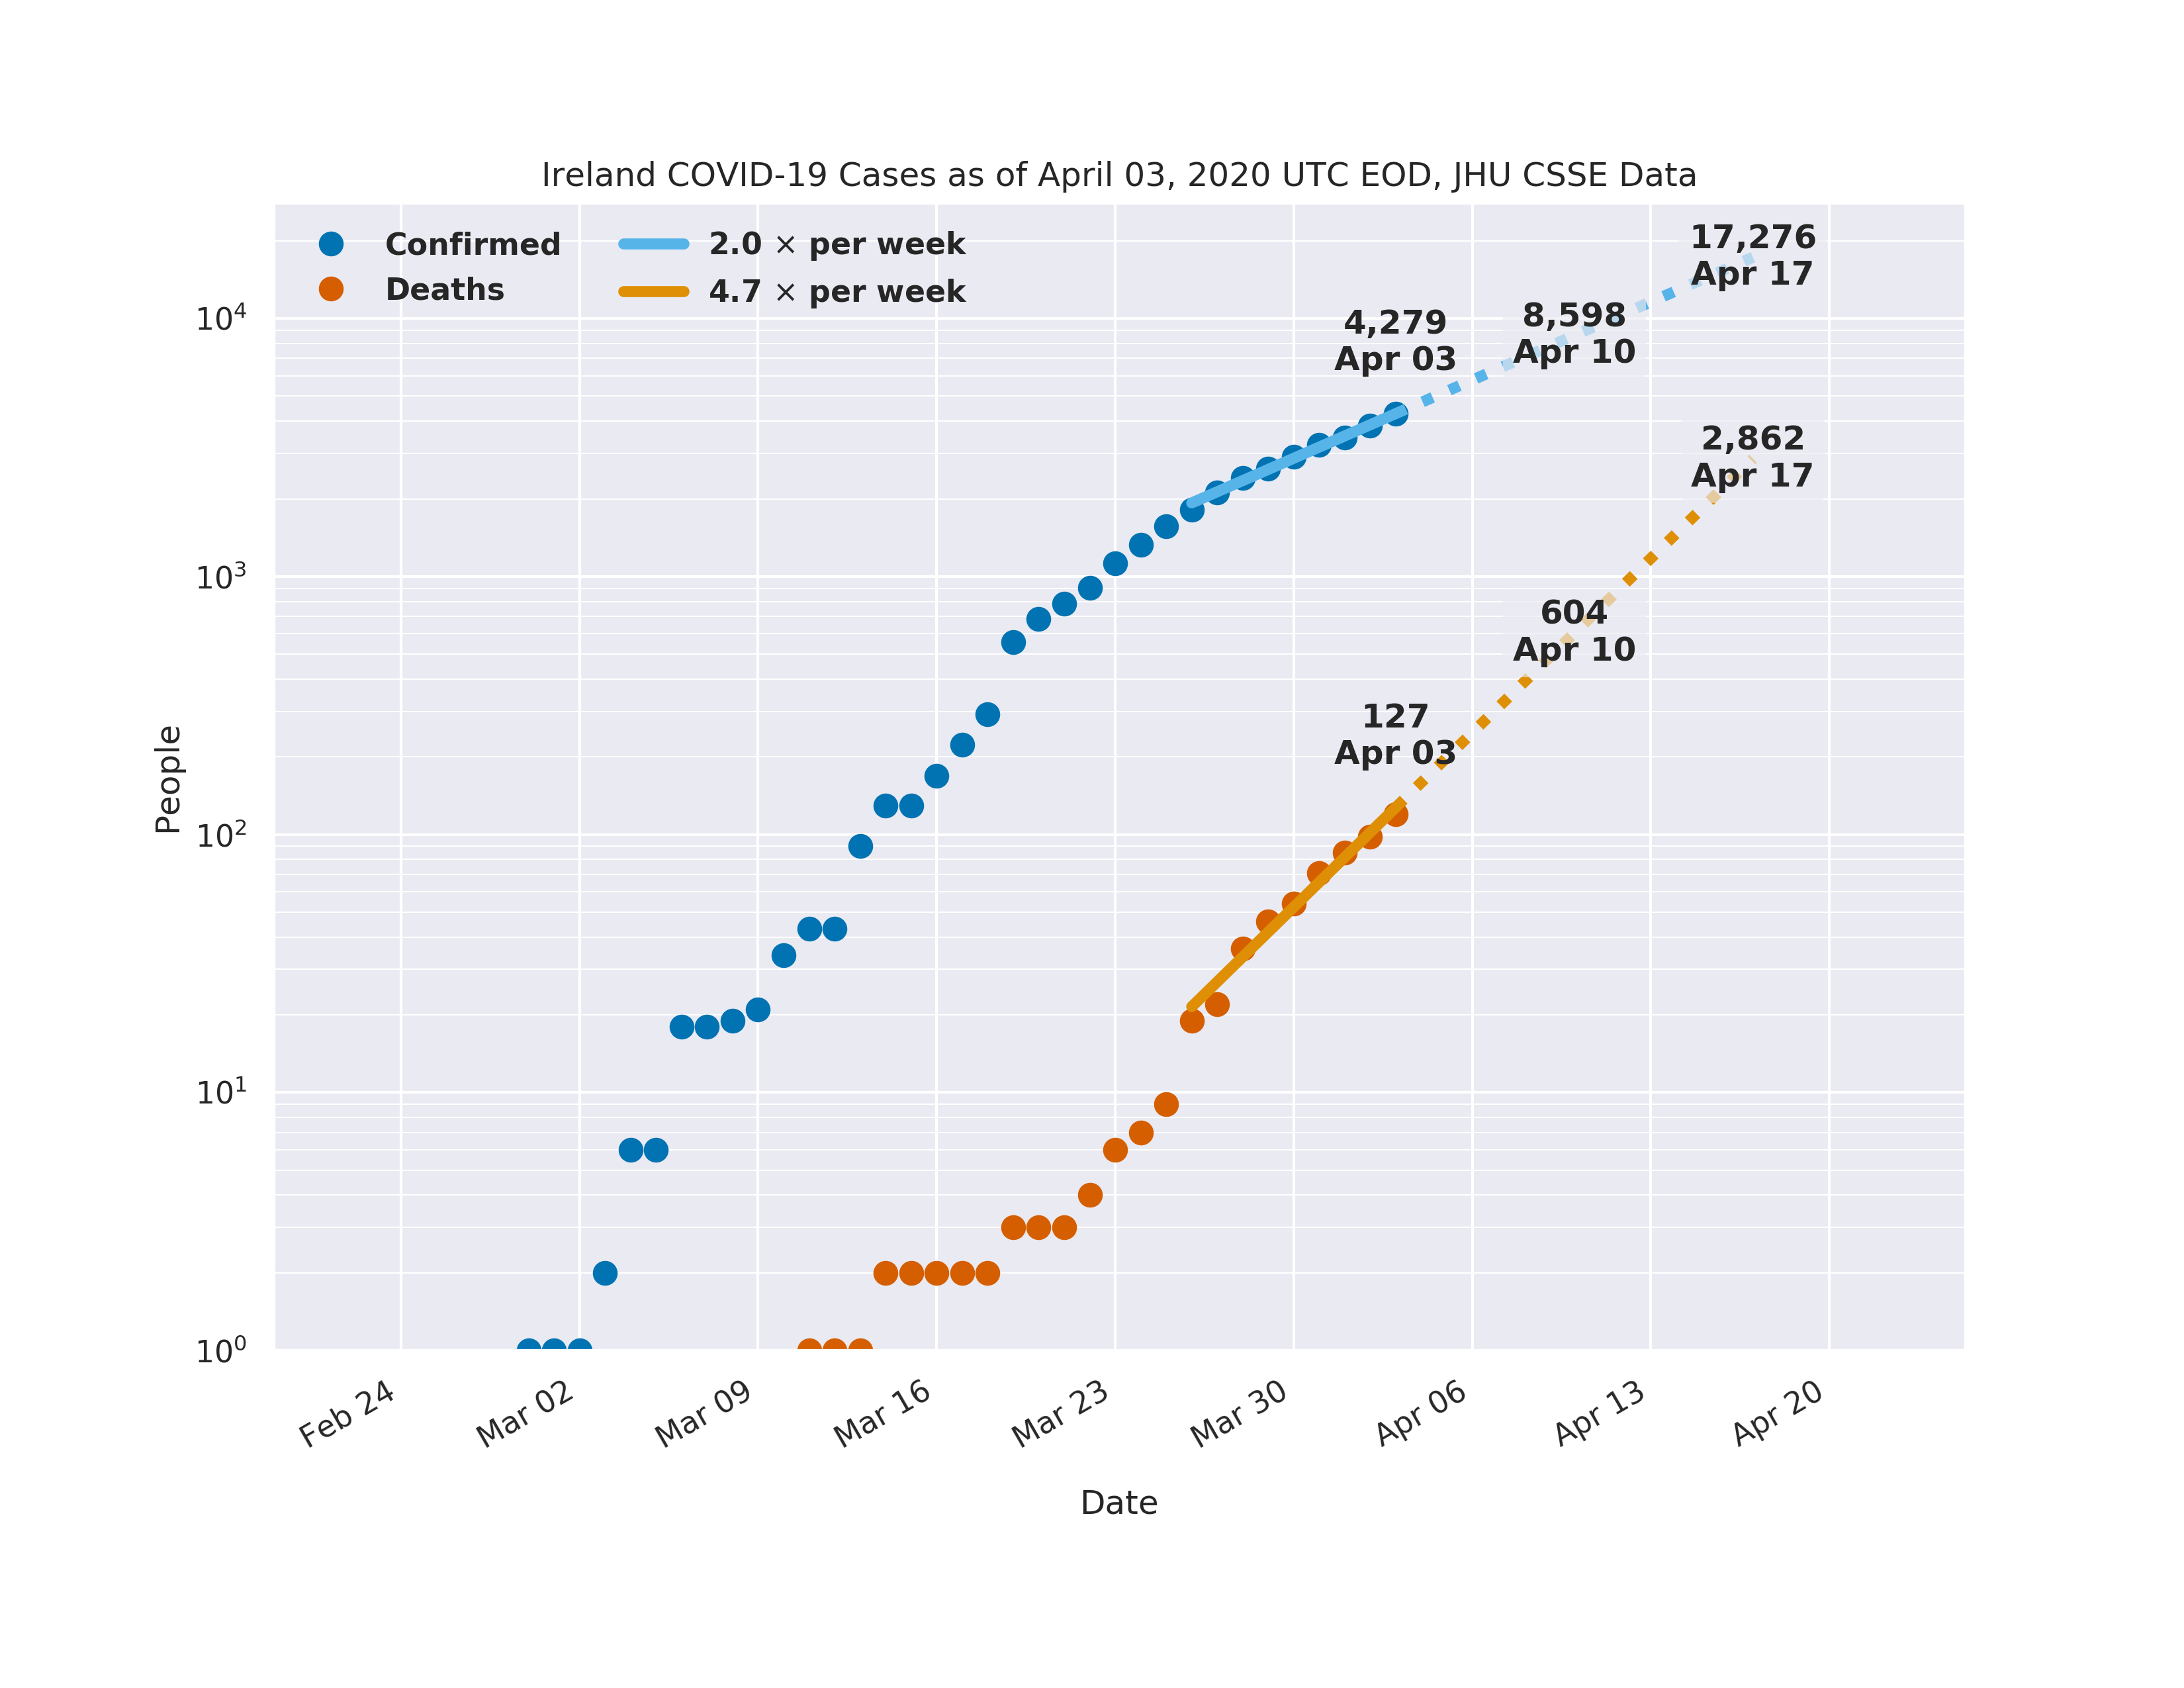 Ireland COVID-19 Cases as of April 03, 2020 UTC EOD, JHU CSSE Data
Confirmed
Deaths
2.0 × per week
4.7 × per week
17,276
Apr 17
8,598
Apr 10
4,279
Apr 03
2,862
Apr 17
604
Apr 10
127
Apr 03
People
10⁴
10³
10²
10¹
10⁰
Feb 24
Mar 02
Mar 09
Mar 16
Mar 23
Mar 30
Apr 06
Apr 13
Apr 20
Date